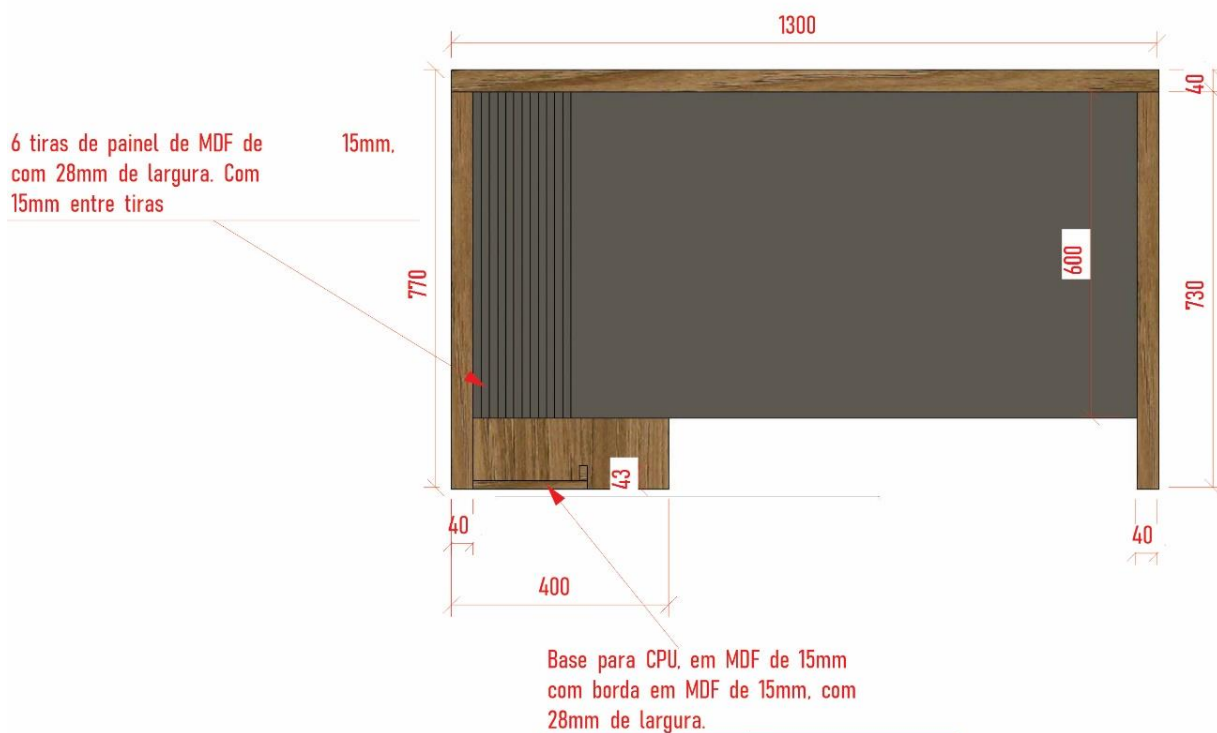 1300
40
6 tiras de painel de MDF de 15mm,
com 28mm de largura. Com
15mm entre tiras
770
600
730
43
40
40
400
Base para CPU, em MDF de 15mm
com borda em MDF de 15mm, com
28mm de largura.